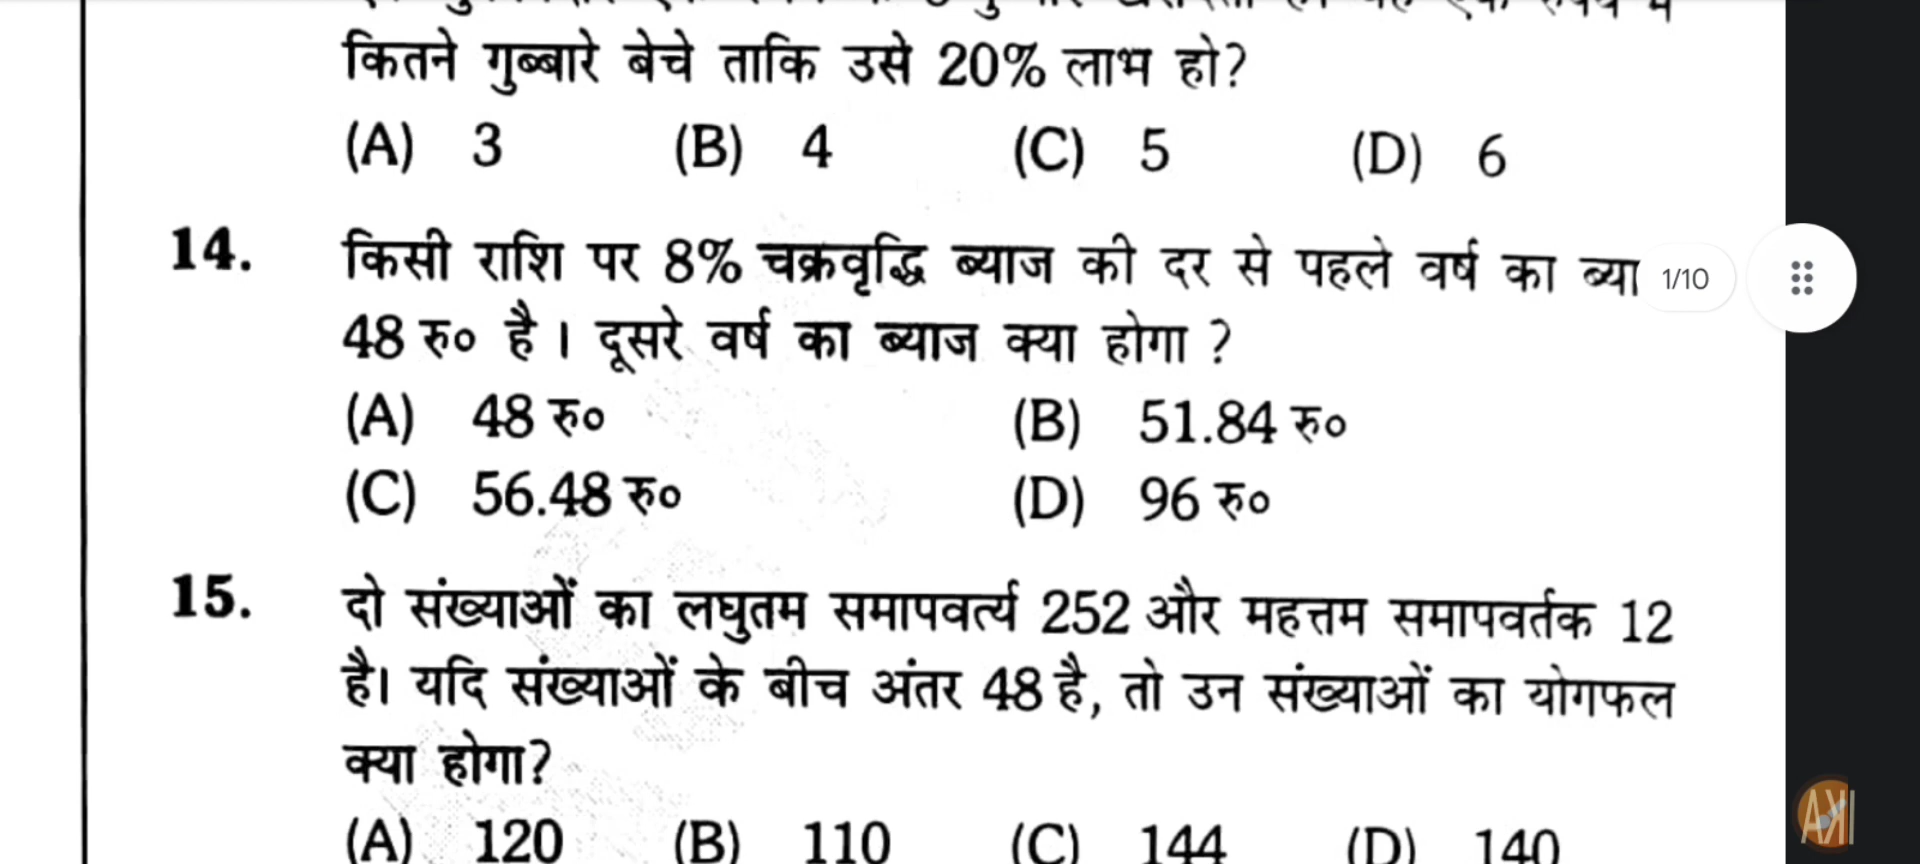 कितने गुब्बारे बेचे ताकि उसे 20% लाभ हो?
(A) 3 (B) 4 (C) 5 (D) 6
14. किसी राशि पर 8% चक्रवृद्धि ब्याज की दर से पहले वर्ष का ब्या 1/10
48 रु० है । दूसरे वर्ष का ब्याज क्या होगा ?
(A) 48 रु० (B) 51.84 रु०
(C) 56.48 रु० (D) 96 रु०
15. दो संख्याओं का लघुतम समापवर्त्य 252 और महत्तम समापवर्तक 12
है। यदि संख्याओं के बीच अंतर 48 है, तो उन संख्याओं का योगफल
क्या होगा?
(A) 120 (B) 110 (C) 144 (D) 140